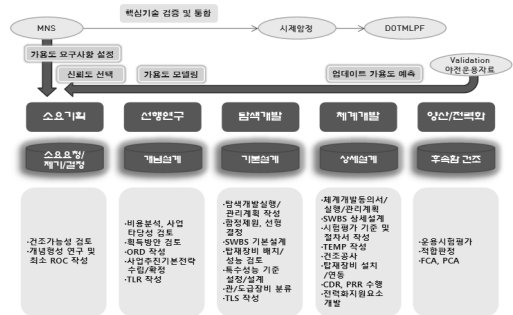 핵심기술 검증 및 통합
MNS
시제함정
DOTMLPF
가용도 요구사항 설정
신뢰도 선택
가용도 모델링
업데이트 가용도 예측
Validation
야전운용자료
소요기획
선행연구
탐색개발
체계개발
양산/전력화
소요요청/
제기/결정
개념설계
기본설계
상세설계
후속함 건조
·건조가능성 검토
·개념형성 연구 및
최소 ROC 작성
·비용분석, 사업
타당성 검토
·획득방안 검토
·ORD 작성
·사업추진기본전략
수립/확정
·TLR 작성
·탐색개발실행/
관리계획 작성
·함정제원, 선형
결정
·SWBS 기본설계
·탑재장비 배치/
성능 검토
·특수성능 기준
설정/설계
·관/도급장비 분류
·TLS 작성
·체계개발동의서/
실행/관리계획
·SWBS 상세설계
·시험평가 기준 및
절차서 작성
·TEMP 작성
·건조공사
·탑재장비 설치
/연동
·CDR, PRR 수행
·전력화지원요소
개발
·운용시험평가
·적합판정
·FCA, PCA